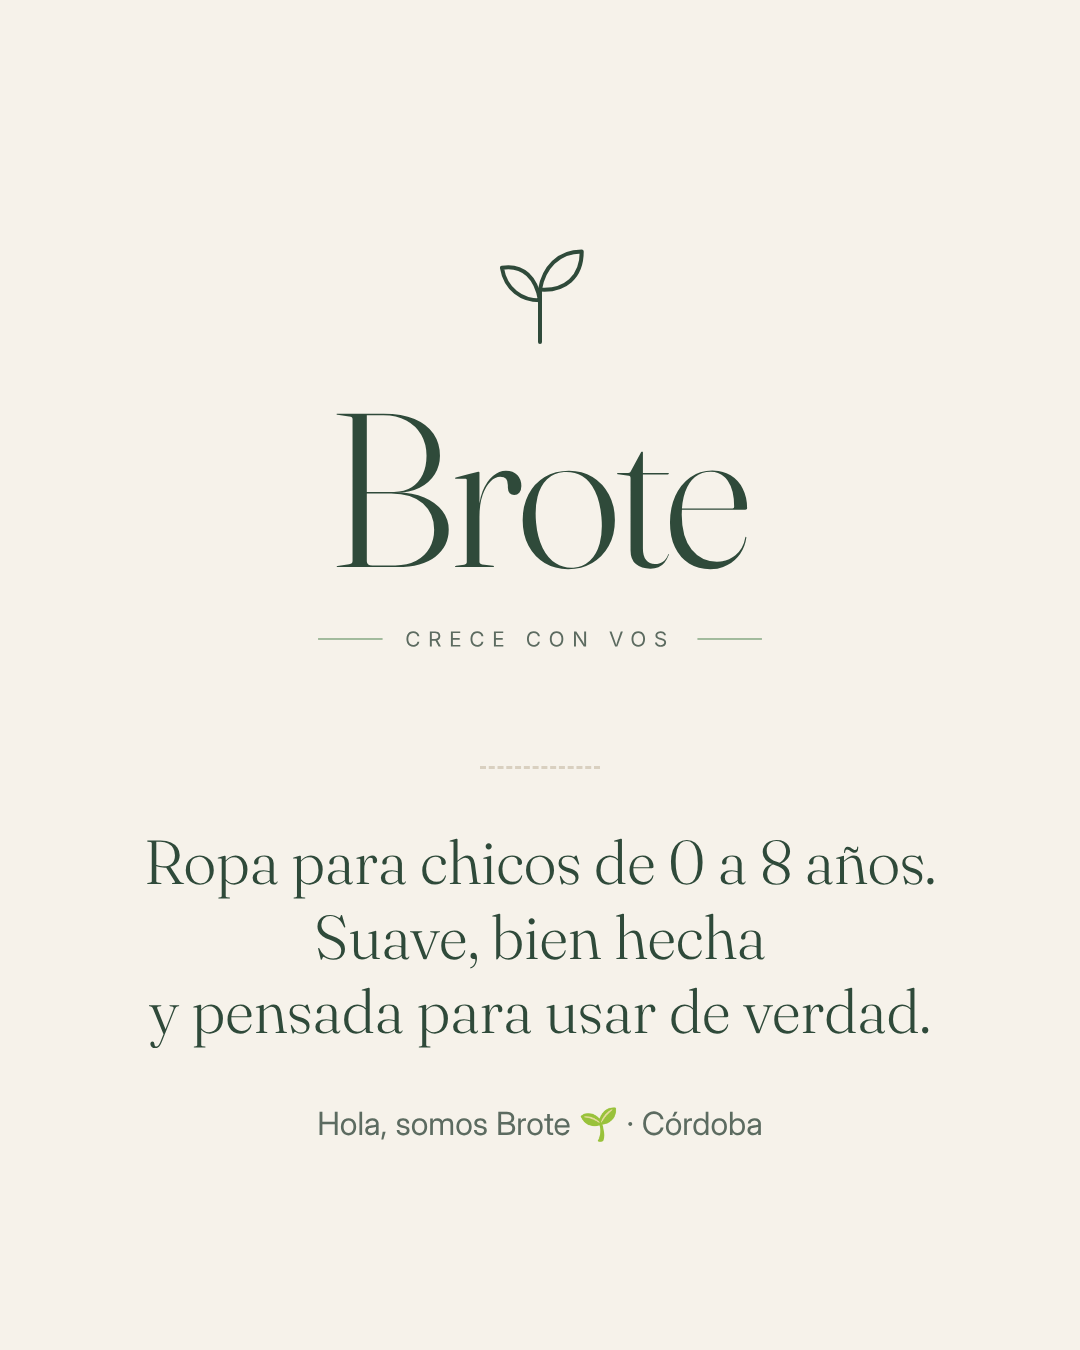 Brote
CRECE CON VOS
Ropa para chicos de 0 a 8 años.
Suave, bien hecha
y pensada para usar de verdad.
Hola, somos Brote 🌱 · Córdoba